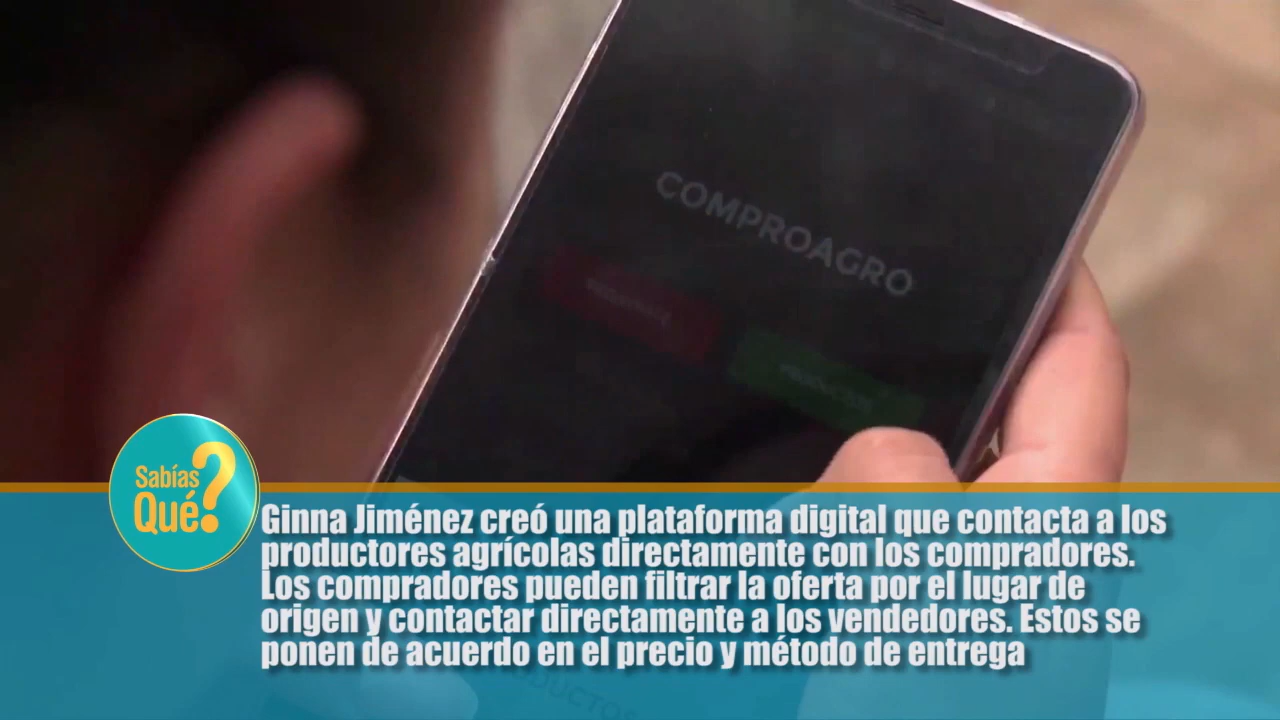 COMPROAGRO
Sabías
Qué?
Ginna Jiménez creó una plataforma digital que contacta a los
productores agrícolas directamente con los compradores.
Los compradores pueden filtrar la oferta por el lugar de
origen y contactar directamente a los vendedores. Estos se
ponen de acuerdo en el precio y método de entrega